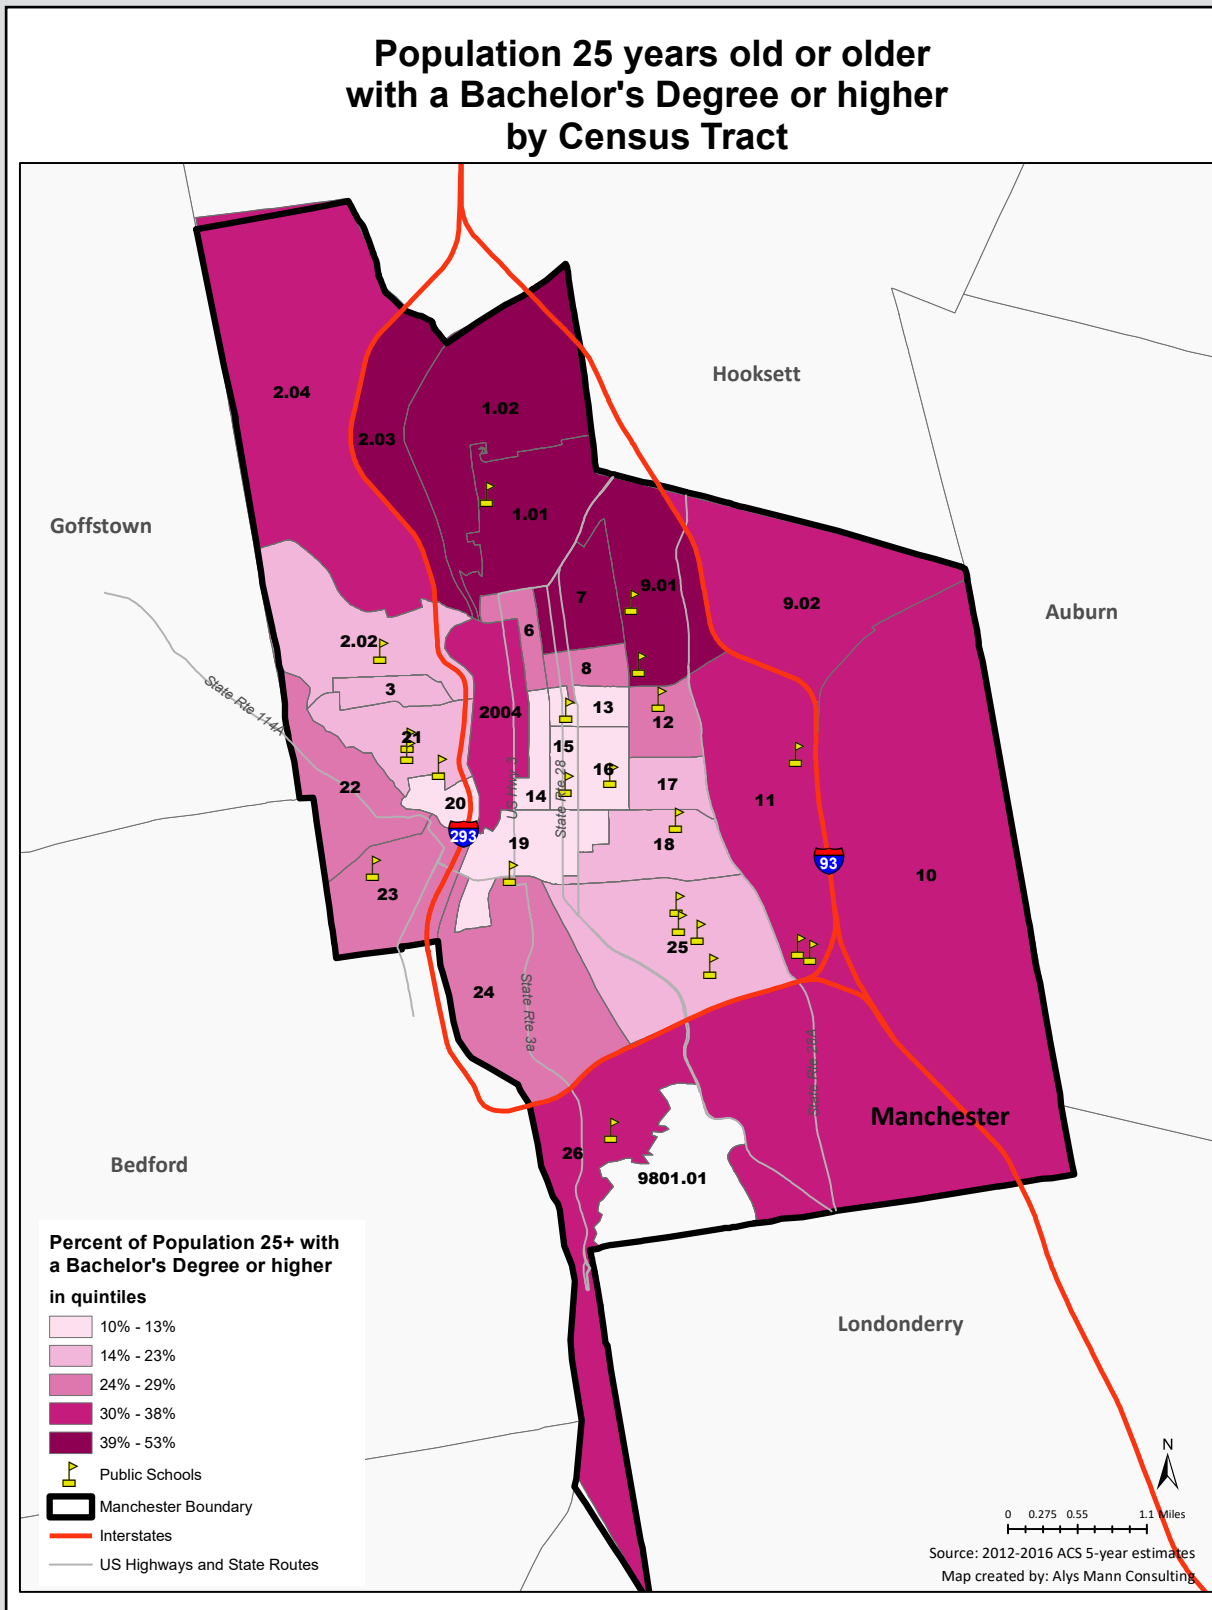 Population 25 years old or older
with a Bachelor's Degree or higher
by Census Tract
Hooksett
2.04
1.02
2.03
1.01
Goffstown
9.01
7
9.02
Auburn
6
2.02
8
3
State Rte 114A
2004
13
12
21
15
16
17
22
14
US Hwy 3
State Rte 28
11
20
293
19
18
93
10
23
25
24
State Rte 3a
State Rte 28A
Manchester
26
Bedford
9801.01
Londonderry
Percent of Population 25+ with
a Bachelor's Degree or higher
in quintiles
10% - 13%
14% - 23%
24% - 29%
30% - 38%
39% - 53%
Public Schools
Manchester Boundary
Interstates
US Highways and State Routes
N
0 0.275 0.55 1.1 Miles
Source: 2012-2016 ACS 5-year estimates
Map created by: Alys Mann Consulting